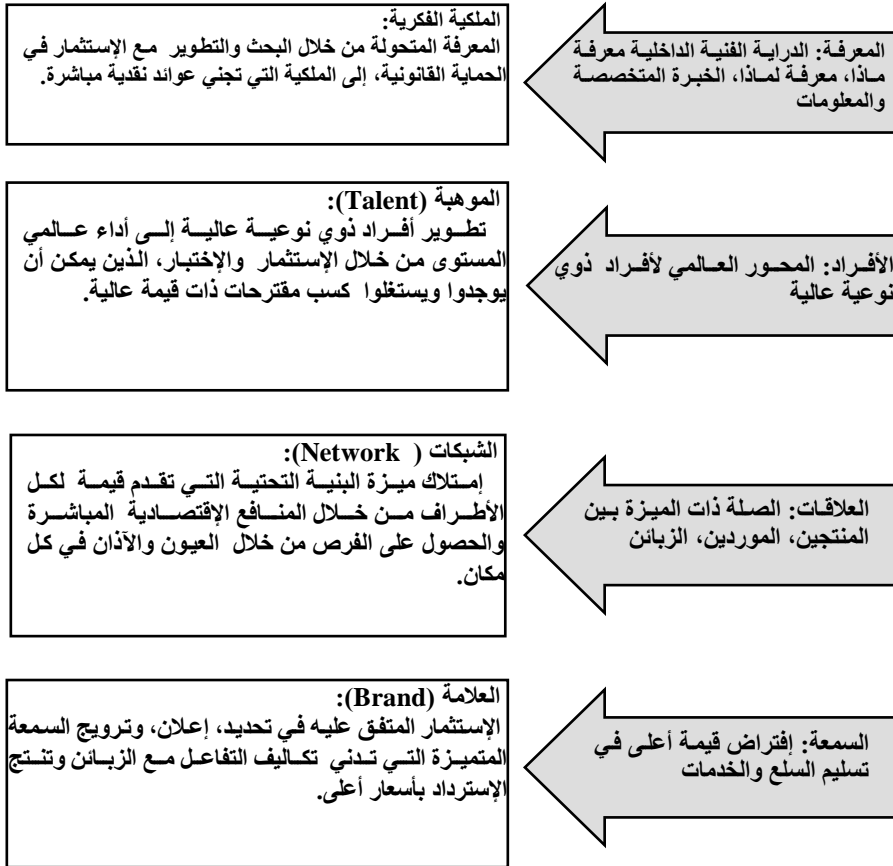 المعرفة: الدراية الفنية الداخلية معرفة
ماذا، معرفة لماذا، الخبرة المتخصصة
والمعلومات
الملكية الفكرية:
المعرفة المتحولة من خلال البحث والتطوير مع الإستثمار في
الحماية القانونية، إلى الملكية التي تجني عوائد نقدية مباشرة.
الأفراد: المحور العالمي لأفراد ذوي
نوعية عالية
الموهبة (Talent):
تطوير أفراد ذوي نوعية عالية إلى أداء عالمي
المستوى من خلال الإستثمار والإختبار، الذين يمكن أن
يوجدوا ويستغلوا كسب مقترحات ذات قيمة عالية.
العلاقات: الصلة ذات الميزة بين
المنتجين، الموردين، الزبائن
الشبكات ( Network):
إمتلاك ميزة البنية التحتية التي تقدم قيمة لكل
الأطراف من خلال المنافع الإقتصادية المباشرة
والحصول على الفرص من خلال العيون والآذان في كل
مكان.
السمعة: إفتراض قيمة أعلى في
تسليم السلع والخدمات
العلامة (Brand):
الإستثمار المتفق عليه في تحديد، إعلان، وترويج السمعة
المتميزة التي تدني تكاليف التفاعل مع الزبائن وتنتج
الإسترداد بأسعار أعلى.